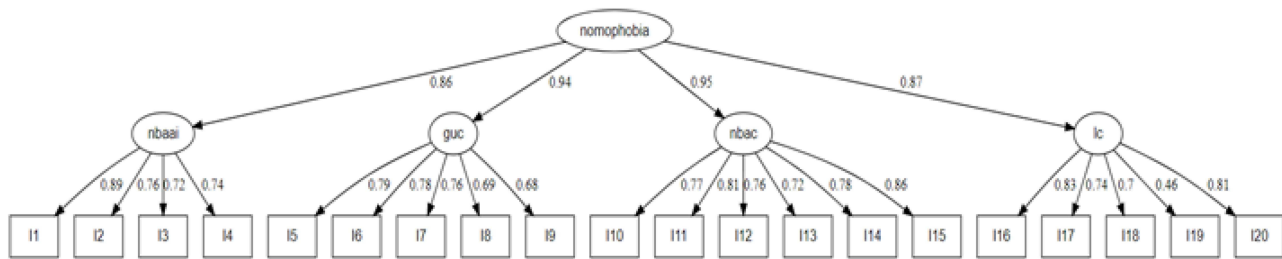 nomophobia
0.86 0.94 0.95 0.87
nbaai guc nbac lc
0.89 0.76 0.72 0.74 0.79 0.78 0.76 0.69 0.68 0.77 0.81 0.76 0.72 0.78 0.86 0.83 0.74 0.7 0.46 0.81
I1 I2 I3 I4 I5 I6 I7 I8 I9 I10 I11 I12 I13 I14 I15 I16 I17 I18 I19 I20